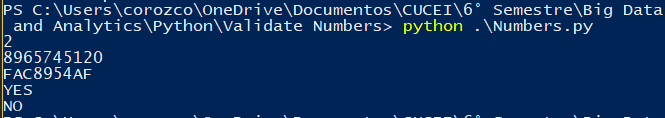 PS C:\Users\corozco\OneDrive\Documentos\CUCEI\6° Semestre\Big Data
 and Analytics\Python\Validate Numbers> python .\Numbers.py
2
8965745120
FAC8954AF
YES
NO